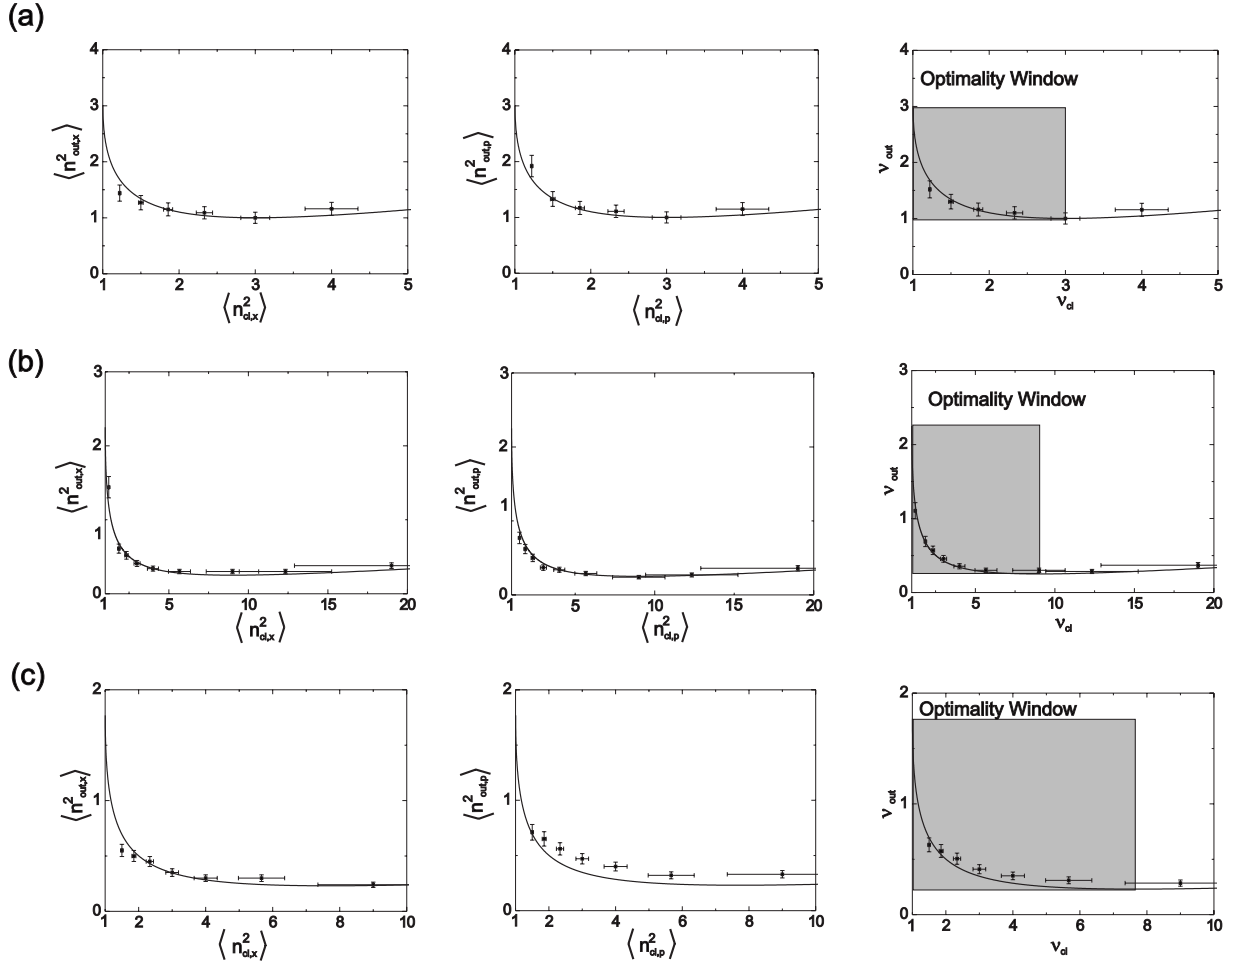 (a)
4
3
2
1
0
⟨n²out,x⟩
1 2 3 4 5
⟨n²cl,x⟩
4
3
2
1
0
⟨n²out,p⟩
1 2 3 4 5
⟨n²cl,p⟩
Optimality Window
4
3
2
1
0
νout
1 2 3 4 5
νcl
(b)
3
2
1
0
⟨n²out,x⟩
1 5 10 15 20
⟨n²cl,x⟩
3
2
1
0
⟨n²out,p⟩
1 5 10 15 20
⟨n²cl,p⟩
Optimality Window
3
2
1
0
νout
1 5 10 15 20
νcl
(c)
2
1
0
⟨n²out,x⟩
1 2 4 6 8 10
⟨n²cl,x⟩
2
1
0
⟨n²out,p⟩
1 2 4 6 8 10
⟨n²cl,p⟩
Optimality Window
2
1
0
νout
1 2 4 6 8 10
νcl